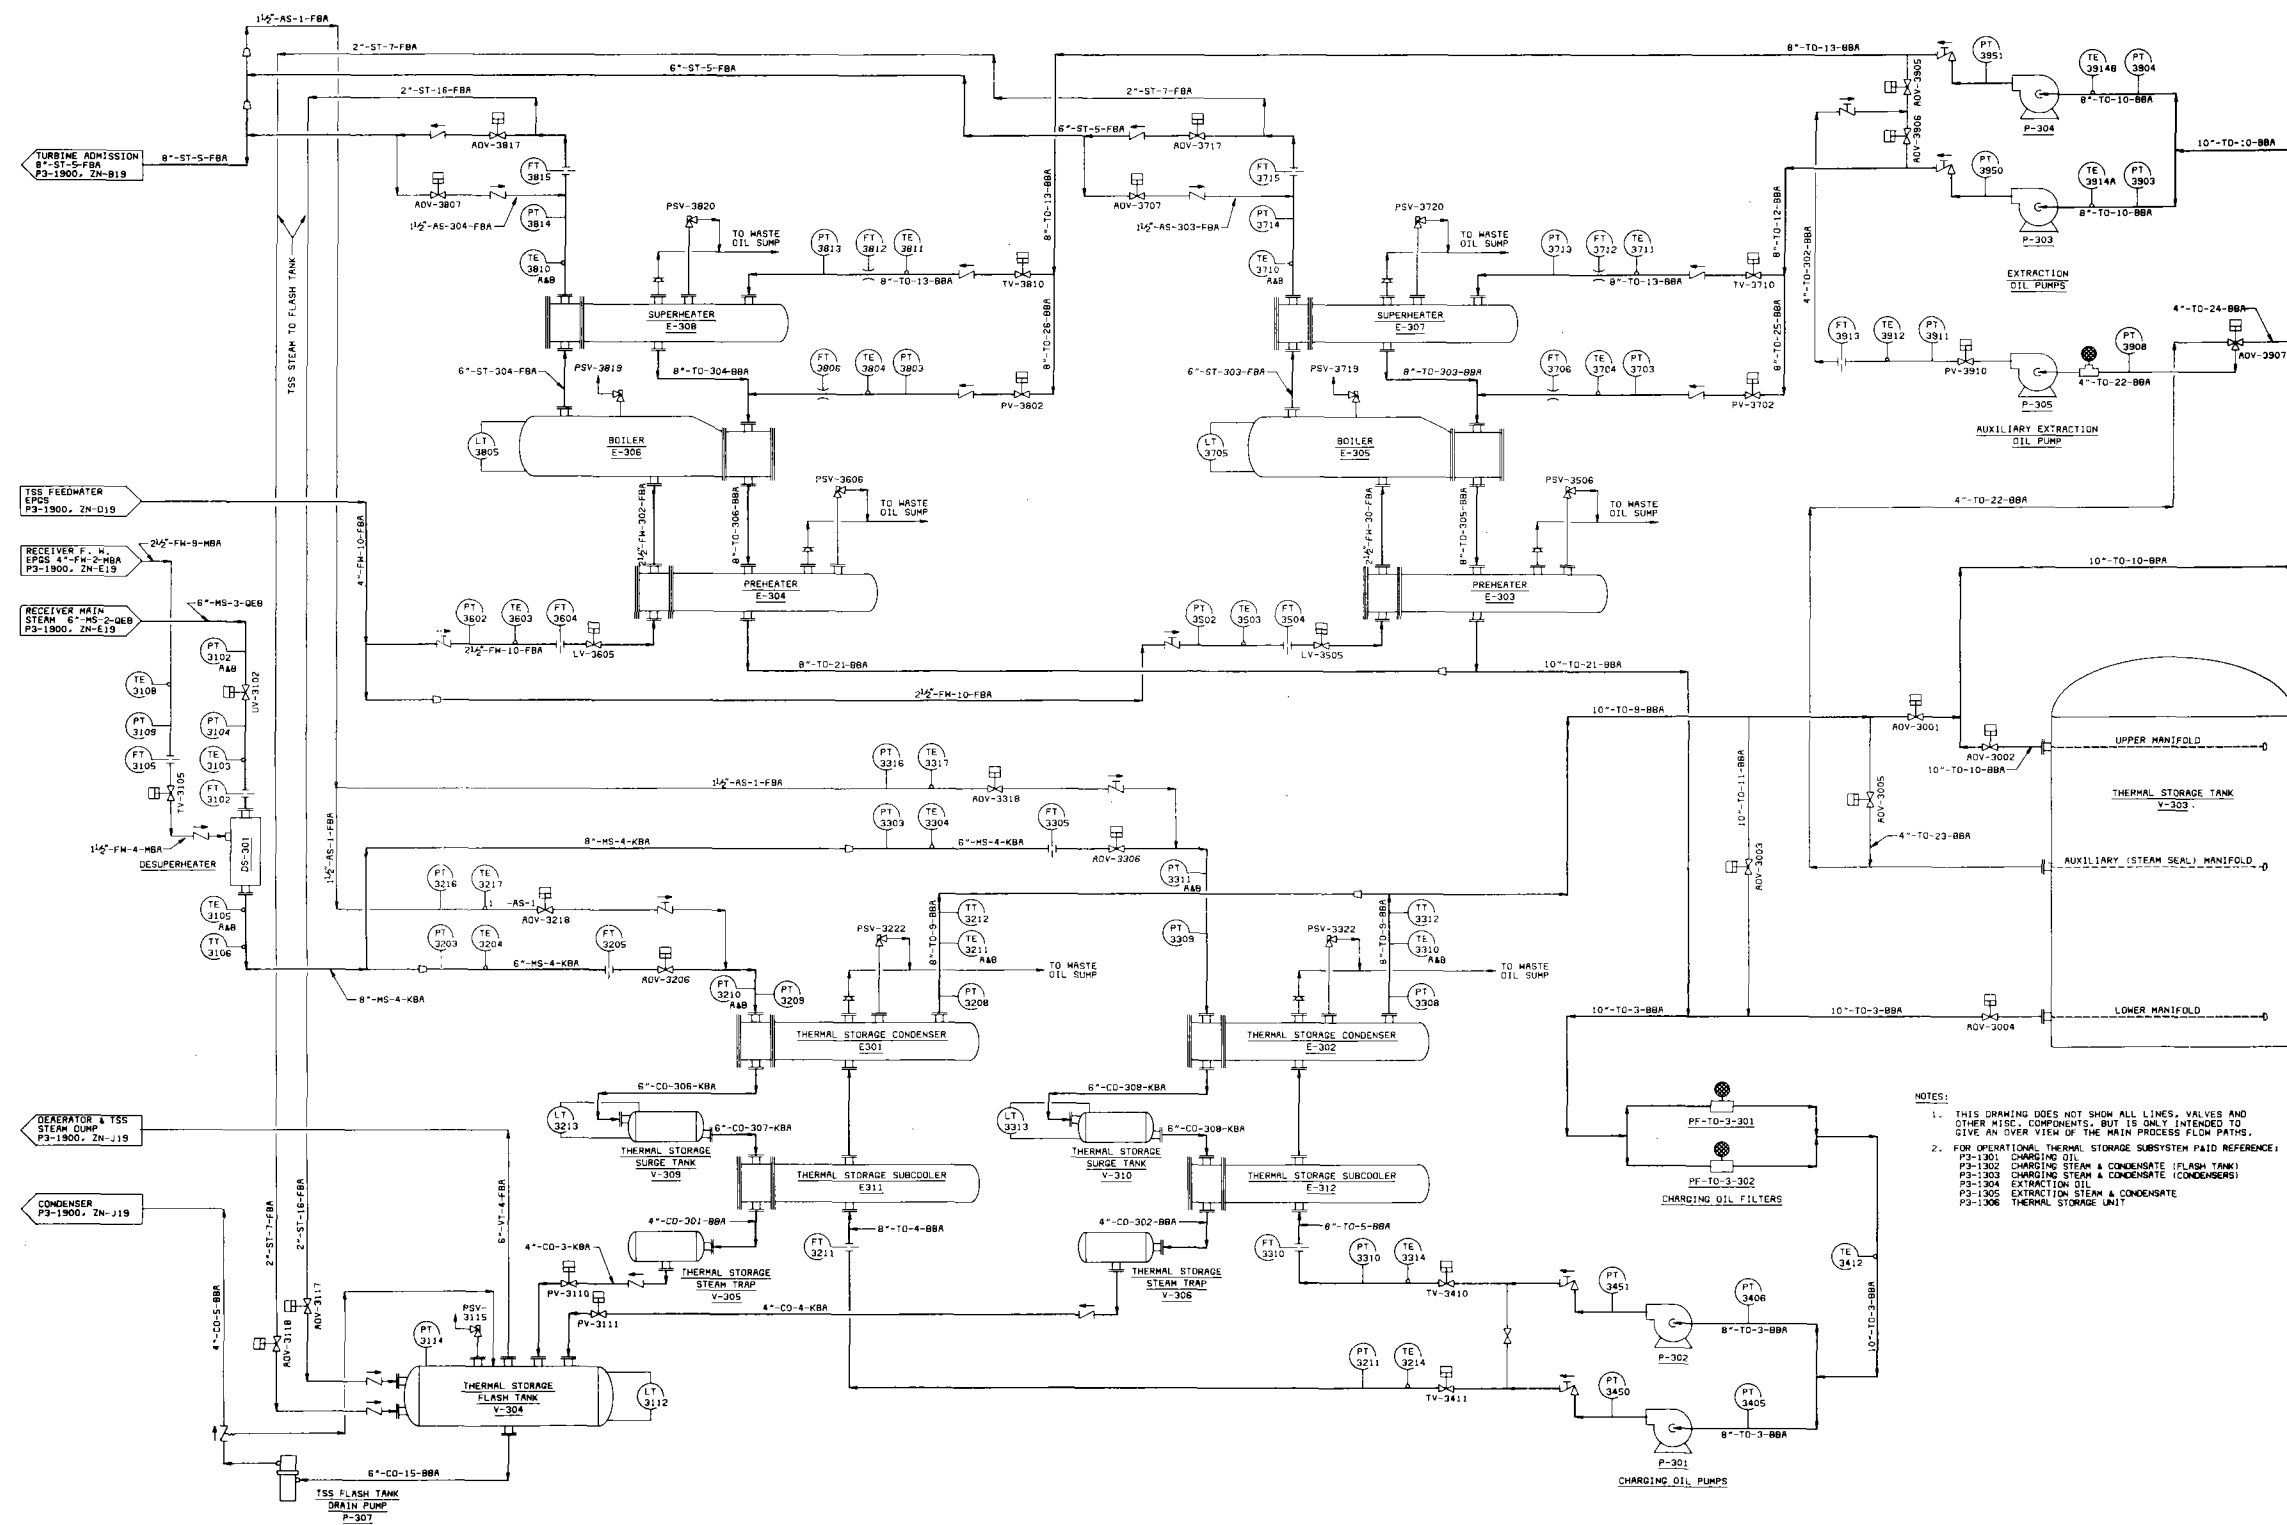 1½"-AS-1-FBA
2"-ST-7-FBA
6"-ST-5-FBA
2"-ST-16-FBA
8"-TO-13-BBA
PT
3951
TE
3914B
PT
3904
AOV-3905
8"-TO-10-BBA
P-304
AOV-3906
TURBINE ADMISSION
8"-ST-5-FBA
P3-1900, ZN-B19
8"-ST-5-FBA
AOV-3817
FT
3815
AOV-3807
PT
3814
1½"-AS-304-FBA
TE
3810
A&B
PSV-3820
TO WASTE
OIL SUMP
PT
3813
FT
3812
TE
3811
8"-TO-13-BBA
TV-3810
8"-TO-13-BBA
8"-TO-26-BBA
2"-ST-7-FBA
6"-ST-5-FBA
AOV-3717
FT
3715
AOV-3707
PT
3714
1½"-AS-303-FBA
TE
3710
A&B
PSV-3720
TO WASTE
OIL SUMP
PT
3713
FT
3712
TE
3711
8"-TO-13-BBA
TV-3710
8"-TO-12-BBA
8"-TO-25-BBA
4"-TO-302-BBA
PT
3950
TE
3914A
PT
3903
8"-TO-10-BBA
10"-TO-10-BBA
P-303
EXTRACTION
OIL PUMPS
TSS STEAM TO FLASH TANK
SUPERHEATER
E-308
SUPERHEATER
E-307
6"-ST-304-FBA
PSV-3819
8"-TO-304-BBA
FT
3806
TE
3804
PT
3803
PV-3802
6"-ST-303-FBA
PSV-3719
8"-TO-303-BBA
FT
3706
TE
3704
PT
3703
PV-3702
FT
3913
TE
3912
PT
3911
PV-3910
P-305
PT
3908
4"-TO-22-BBA
4"-TO-24-BBA
AOV-3907
AUXILIARY EXTRACTION
OIL PUMP
LT
3805
BOILER
E-306
LT
3705
BOILER
E-305
TSS FEEDWATER
EPGS
P3-1900, ZN-D19
4"-FW-10-FBA
2½"-FW-302-FBA
8"-TO-306-BBA
PSV-3606
TO WASTE
OIL SUMP
2½"-FW-30-FBA
8"-TO-305-BBA
PSV-3506
TO WASTE
OIL SUMP
4"-TO-22-BBA
RECEIVER F. W.
EPGS 4"-FW-2-MBA
P3-1900, ZN-E19
2½"-FW-9-MBA
RECEIVER MAIN
STEAM 6"-MS-2-QEB
P3-1900, ZN-E19
6"-MS-3-QEB
PREHEATER
E-304
PREHEATER
E-303
10"-TO-10-BBA
PT
3602
TE
3603
FT
3604
2½"-FW-10-FBA
LV-3605
PT
3502
TE
3503
FT
3504
LV-3505
8"-TO-21-BBA
10"-TO-21-BBA
2½"-FW-10-FBA
PT
3102
A&B
TE
3108
UV-3102
PT
3109
PT
3104
FT
3105
TE
3103
TV-3105
FT
3102
1½"-FW-4-MBA
DS-301
DESUPERHEATER
TE
3105
A&B
TT
3106
8"-MS-4-KBA
10"-TO-9-BBA
AOV-3001
AOV-3002
10"-TO-10-BBA
UPPER MANIFOLD
10"-TO-11-BBA
AOV-3005
AOV-3003
4"-TO-23-BBA
THERMAL STORAGE TANK
V-303
AUXILIARY (STEAM SEAL) MANIFOLD
LOWER MANIFOLD
1½"-AS-1-FBA
1½"-AS-1-FBA
PT
3316
TE
3317
AOV-3318
8"-MS-4-KBA
PT
3303
TE
3304
6"-MS-4-KBA
FT
3305
AOV-3306
PT
3216
TE
3217
-AS-1
AOV-3218
PT
3203
TE
3204
6"-MS-4-KBA
FT
3205
AOV-3206
PT
3210
A&B
PT
3209
PSV-3222
8"-TO-9-BBA
TT
3212
TE
3211
A&B
PT
3208
TO WASTE
OIL SUMP
PT
3311
A&B
PT
3309
PSV-3322
8"-TO-9-BBA
TT
3312
TE
3310
A&B
PT
3308
TO WASTE
OIL SUMP
10"-TO-3-BBA
10"-TO-3-BBA
AOV-3004
THERMAL STORAGE CONDENSER
E301
THERMAL STORAGE CONDENSER
E-302
6"-CO-306-KBA
LT
3213
6"-CO-307-KBA
THERMAL STORAGE
SURGE TANK
V-309
6"-CO-308-KBA
LT
3313
6"-CO-308-KBA
THERMAL STORAGE
SURGE TANK
V-310
THERMAL STORAGE SUBCOOLER
E311
THERMAL STORAGE SUBCOOLER
E-312
PF-TO-3-301
PF-TO-3-302
CHARGING OIL FILTERS
NOTES:
1. THIS DRAWING DOES NOT SHOW ALL LINES, VALVES AND
OTHER MISC. COMPONENTS, BUT IS ONLY INTENDED TO
GIVE AN OVER VIEW OF THE MAIN PROCESS FLOW PATHS.
2. FOR OPERATIONAL THERMAL STORAGE SUBSYSTEM P&ID REFERENCE:
P3-1301 CHARGING OIL
P3-1302 CHARGING STEAM & CONDENSATE (FLASH TANK)
P3-1303 CHARGING STEAM & CONDENSATE (CONDENSERS)
P3-1304 EXTRACTION OIL
P3-1305 EXTRACTION STEAM & CONDENSATE
P3-1306 THERMAL STORAGE UNIT
DEAERATOR & TSS
STEAM DUMP
P3-1900, ZN-J19
CONDENSER
P3-1900, ZN-J19
4"-CO-15-BBA
2"-ST-7-FBA
2"-ST-16-FBA
6"-VT-4-FBA
AOV-3118
AOV-3117
4"-CO-301-BBA
4"-CO-3-KBA
PV-3110
THERMAL STORAGE
STEAM TRAP
V-305
PV-3111
4"-CO-4-KBA
8"-TO-4-BBA
FT
3211
4"-CO-302-BBA
THERMAL STORAGE
STEAM TRAP
V-306
8"-TO-5-BBA
FT
3310
PT
3310
TE
3314
TV-3410
PT
3451
PT
3406
8"-TO-3-BBA
P-302
TE
3412
10"-TO-3-BBA
PSV-
3115
PT
3114
THERMAL STORAGE
FLASH TANK
V-304
LT
3112
PT
3211
TE
3214
TV-3411
PT
3450
PT
3405
8"-TO-3-BBA
P-301
CHARGING OIL PUMPS
6"-CO-15-BBA
TSS FLASH TANK
DRAIN PUMP
P-307